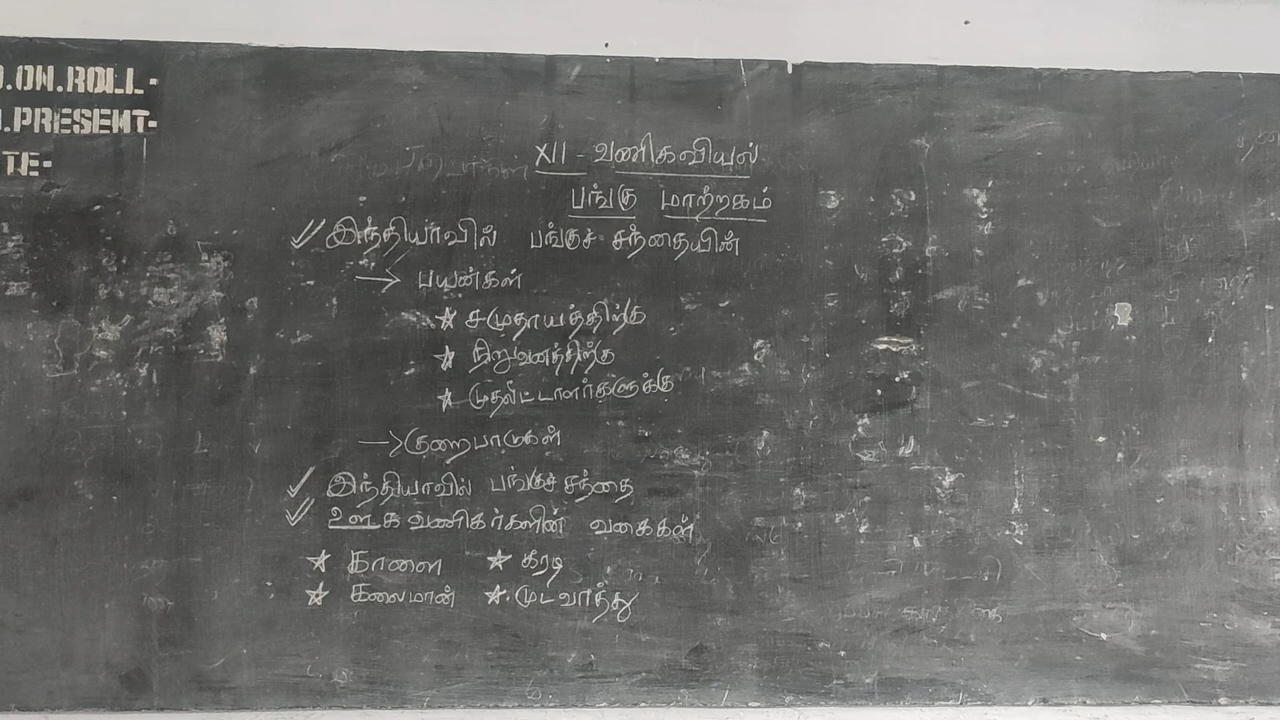 .ON.ROLL-
.PRESENT-
TE-
XII - வணிகவியல்
பங்கு மாற்றகம்
இந்தியாவில் பங்குச் சந்தையின்
→ பயன்கள்
★ சமுதாயத்திற்கு
★ நிறுவனத்திற்கு
★ முதலீட்டாளர்களுக்கு
→ குறைபாடுகள்
✓ இந்தியாவில் பங்குச் சந்தை
ஊக வணிகர்களின் வகைகள்
★ காளை ★ கரடி
★ கலைமான் ★ முடவாத்து